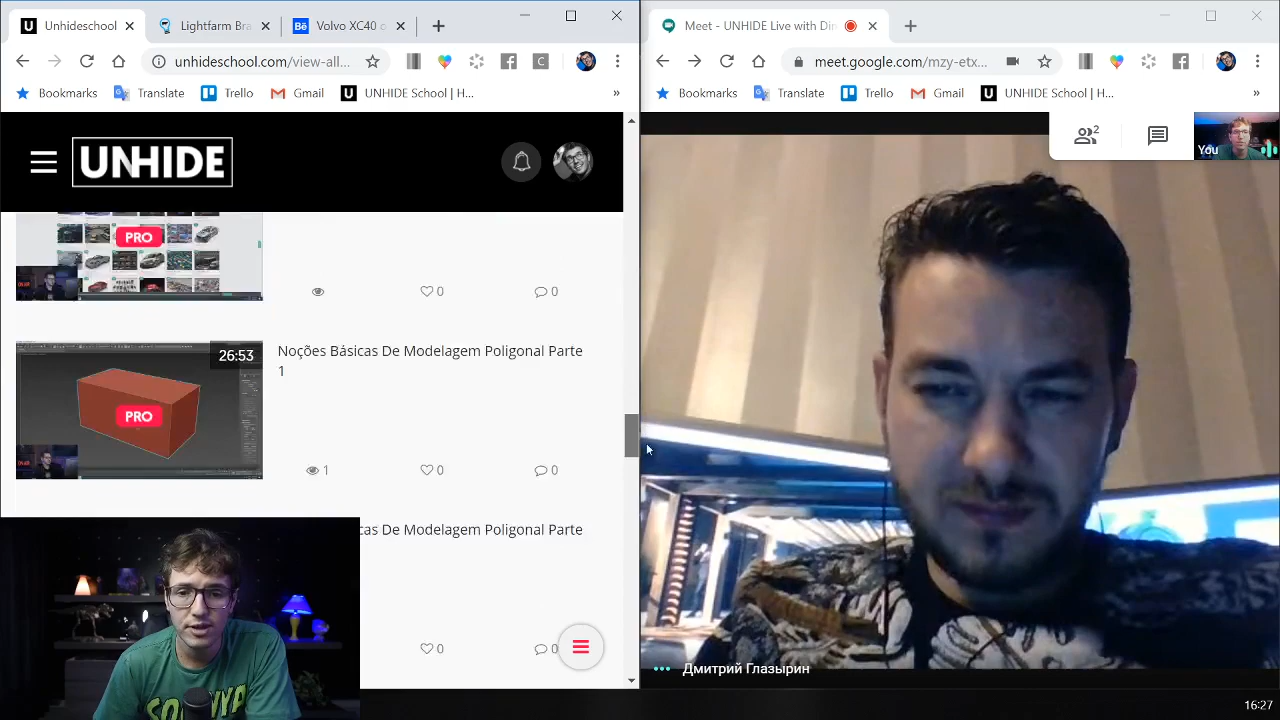 Unhideschool
Lightfarm Bra
Volvo XC40 o
unhideschool.com/view-all...
Bookmarks
Translate
Trello
Gmail
UNHIDE School | H...
»
UNHIDE
PRO
0
0
26:53
PRO
Noções Básicas De Modelagem Poligonal Parte
1
1
0
0
cas De Modelagem Poligonal Parte
0
0
Meet - UNHIDE Live with Dir
meet.google.com/mzy-etx...
Bookmarks
Translate
Trello
Gmail
UNHIDE School | H...
»
2
You
Дмитрий Глазырин
16:27